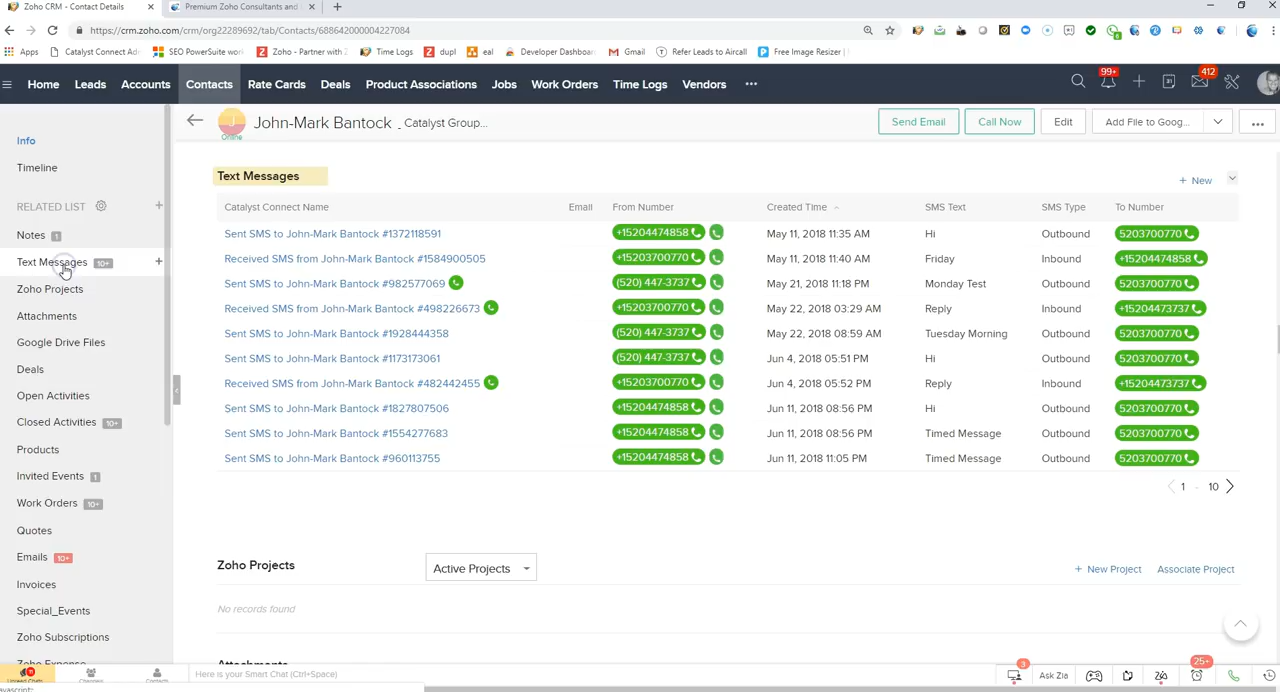 Zoho CRM - Contact Details
Premium Zoho Consultants and
https://crm.zoho.com/crm/org22289692/tab/Contacts/688642000004227084
Apps Catalyst Connect Adm SEO PowerSuite work Zoho - Partner with Z Time Logs dupl eal Developer Dashboard Gmail Refer Leads to Aircall Free Image Resizer
Home Leads Accounts Contacts Rate Cards Deals Product Associations Jobs Work Orders Time Logs Vendors ••• 99+ 31 412
J
Online
John-Mark Bantock - Catalyst Group...
Send Email Call Now Edit Add File to Goog... ...
Info
Timeline
RELATED LIST +
Notes 1
Text Messages 10+ +
Zoho Projects
Attachments
Google Drive Files
Deals
Open Activities
Closed Activities 10+
Products
Invited Events 1
Work Orders 10+
Quotes
Emails 10+
Invoices
Special_Events
Zoho Subscriptions
Zoho Expense
Text Messages
+ New
Catalyst Connect Name Email From Number Created Time SMS Text SMS Type To Number
Sent SMS to John-Mark Bantock #1372118591 +15204474858 May 11, 2018 11:35 AM Hi Outbound 5203700770
Received SMS from John-Mark Bantock #1584900505 +15203700770 May 11, 2018 11:40 AM Friday Inbound +15204474858
Sent SMS to John-Mark Bantock #982577069 (520) 447-3737 May 21, 2018 11:18 PM Monday Test Outbound 5203700770
Received SMS from John-Mark Bantock #498226673 +15203700770 May 22, 2018 03:29 AM Reply Inbound +15204473737
Sent SMS to John-Mark Bantock #1928444358 (520) 447-3737 May 22, 2018 08:59 AM Tuesday Morning Outbound 5203700770
Sent SMS to John-Mark Bantock #1173173061 (520) 447-3737 Jun 4, 2018 05:51 PM Hi Outbound 5203700770
Received SMS from John-Mark Bantock #482442455 +15203700770 Jun 4, 2018 05:52 PM Reply Inbound +15204473737
Sent SMS to John-Mark Bantock #1827807506 +15204474858 Jun 11, 2018 08:56 PM Hi Outbound 5203700770
Sent SMS to John-Mark Bantock #1554277683 +15204474858 Jun 11, 2018 08:56 PM Timed Message Outbound 5203700770
Sent SMS to John-Mark Bantock #960113755 +15204474858 Jun 11, 2018 11:05 PM Timed Message Outbound 5203700770
1 - 10
Zoho Projects Active Projects + New Project Associate Project
No records found
Attachments
Unread Chats Channels Contacts Here is your Smart Chat (Ctrl+Space) 3 Ask Zia 25+